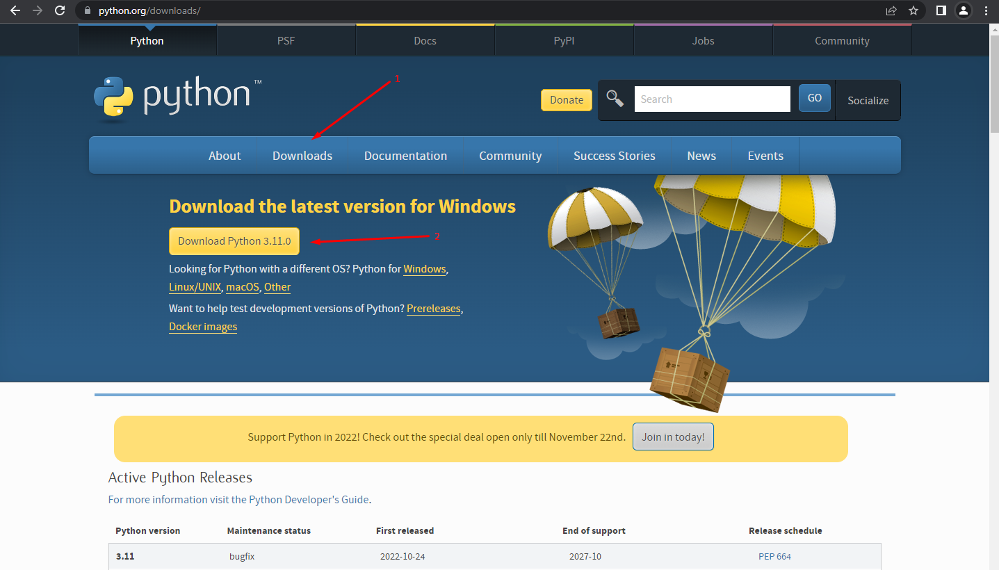 python.org/downloads/
Python PSF Docs PyPI Jobs Community
1
python™
Donate Search GO Socialize
About Downloads Documentation Community Success Stories News Events
Download the latest version for Windows
Download Python 3.11.0 2
Looking for Python with a different OS? Python for Windows,
Linux/UNIX, macOS, Other
Want to help test development versions of Python? Prereleases,
Docker images
Support Python in 2022! Check out the special deal open only till November 22nd. Join in today!
Active Python Releases
For more information visit the Python Developer's Guide.
Python version Maintenance status First released End of support Release schedule
3.11 bugfix 2022-10-24 2027-10 PEP 664